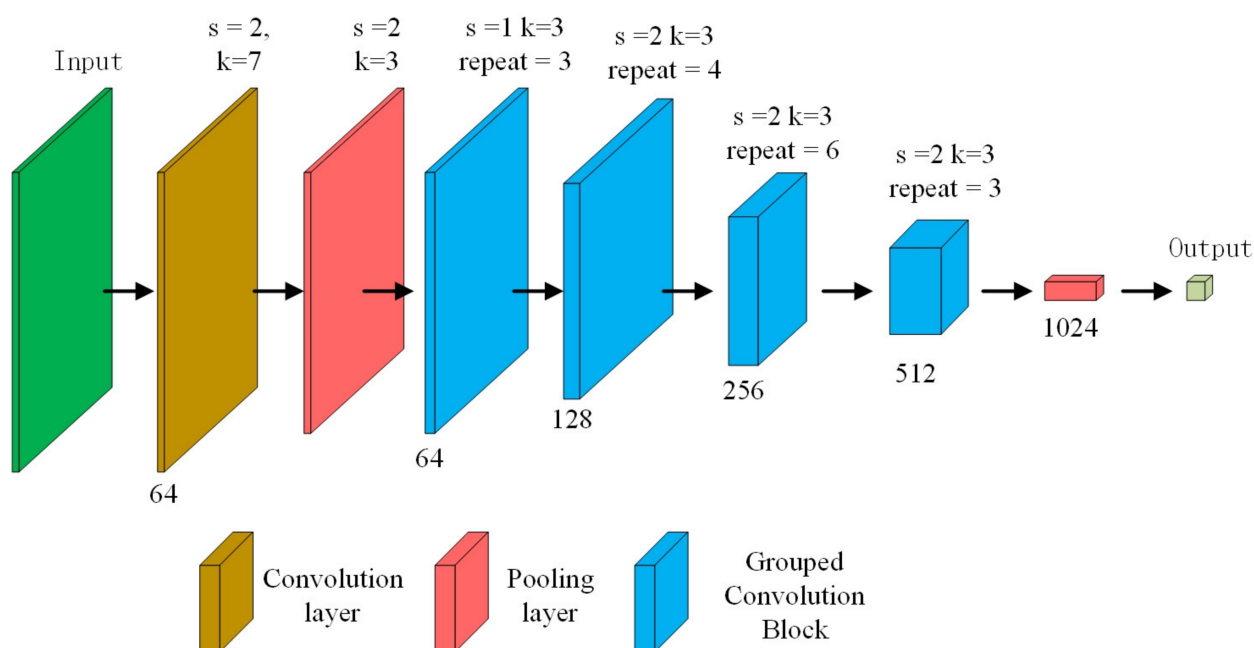 Input
s = 2,
k=7
s =2
k=3
s =1 k=3
repeat = 3
s =2 k=3
repeat = 4
s =2 k=3
repeat = 6
s =2 k=3
repeat = 3
Output
64
64
128
256
512
1024
Convolution
layer
Pooling
layer
Grouped
Convolution
Block